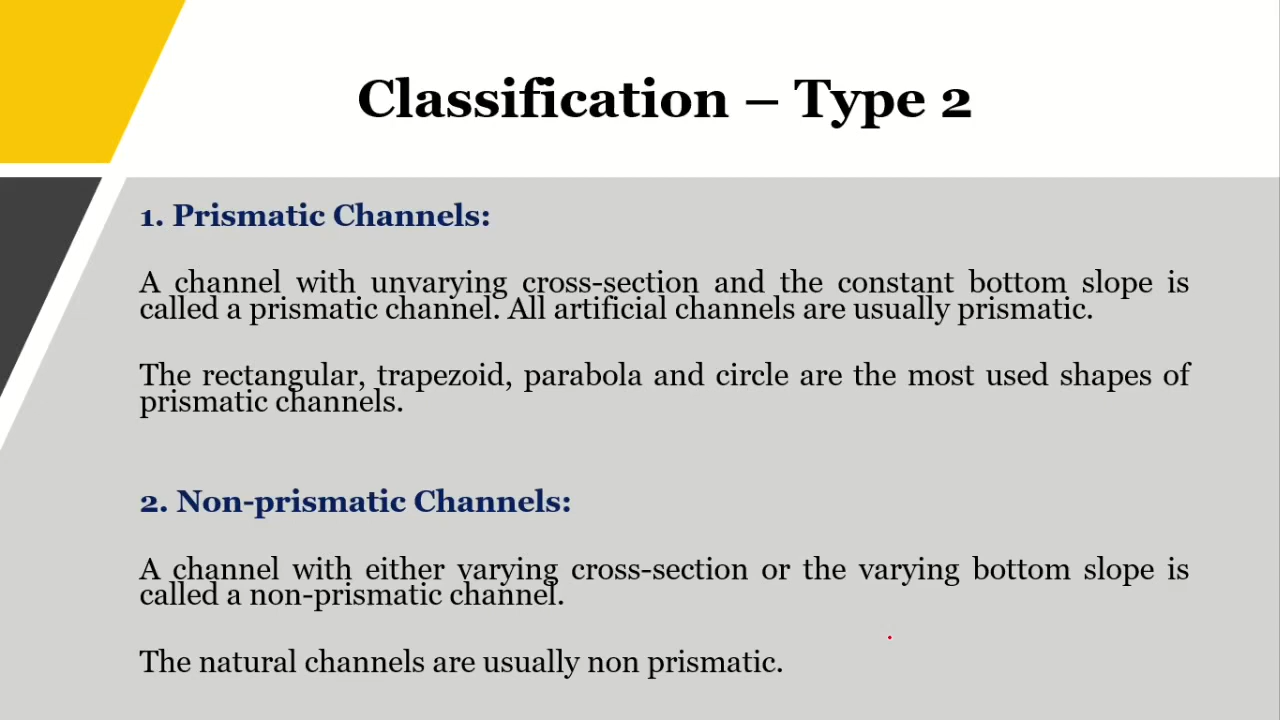 Classification – Type 2
1. Prismatic Channels:
A channel with unvarying cross-section and the constant bottom slope is
called a prismatic channel. All artificial channels are usually prismatic.
The rectangular, trapezoid, parabola and circle are the most used shapes of
prismatic channels.
2. Non-prismatic Channels:
A channel with either varying cross-section or the varying bottom slope is
called a non-prismatic channel.
The natural channels are usually non prismatic.